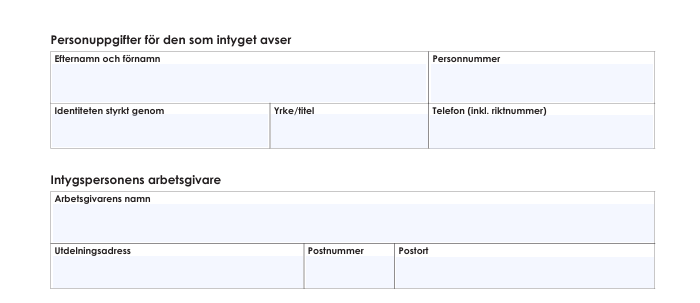 Personuppgifter för den som intyget avser
Efternamn och förnamn Personnummer
Identiteten styrkt genom Yrke/titel Telefon (inkl. riktnummer)
Intygspersonens arbetsgivare
Arbetsgivarens namn
Utdelningsadress Postnummer Postort